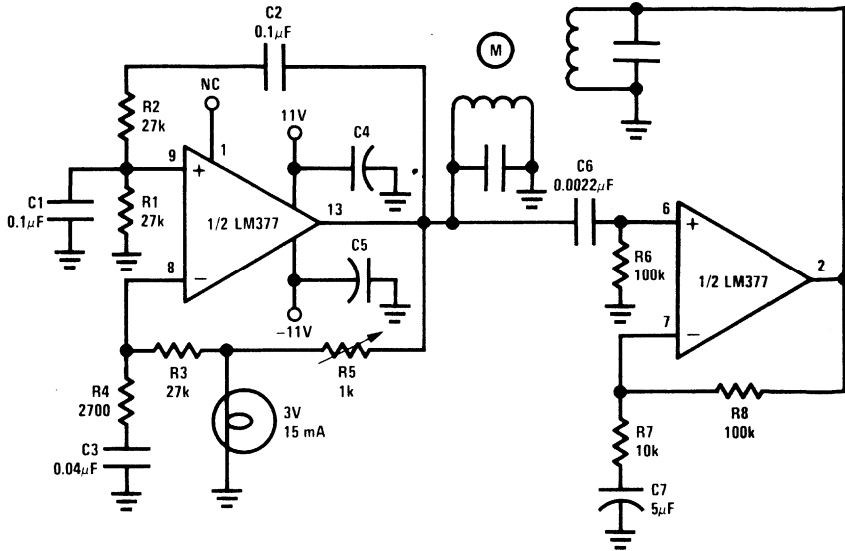 C2
0.1μF
M
NC
R2
27k
11V
C4
9
1
+
C6
0.0022μF
C1
0.1μF
R1
27k
1/2 LM377
13
6
+
8
−
C5
R6
100k
1/2 LM377
2
−11V
7
−
R3
27k
R5
1k
R4
2700
3V
15 mA
R8
100k
R7
10k
C3
0.04μF
C7
5μF